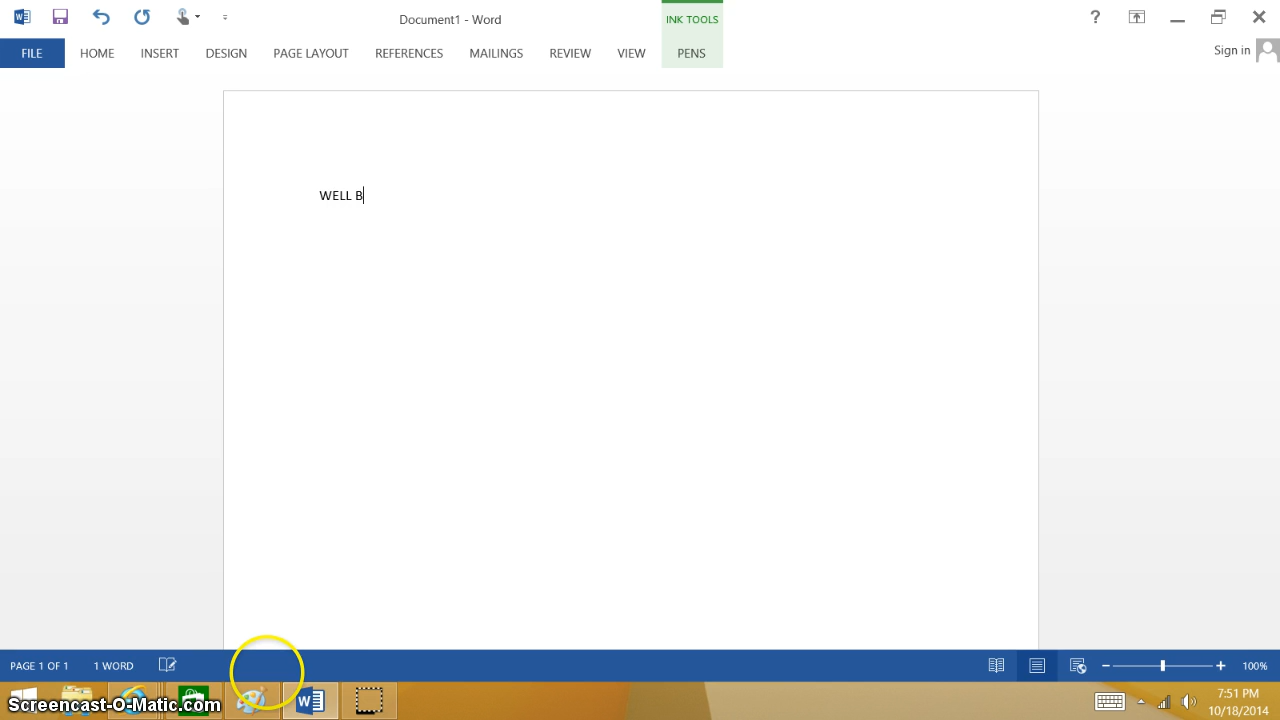 Document1 - Word
INK TOOLS
?
FILE
HOME
INSERT
DESIGN
PAGE LAYOUT
REFERENCES
MAILINGS
REVIEW
VIEW
PENS
Sign in
WELL B
PAGE 1 OF 1
1 WORD
100%
Screencast-O-Matic.com
7:51 PM
10/18/2014